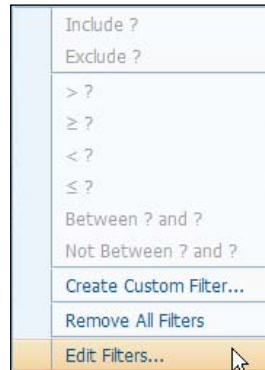 Include ?
Exclude ?
> ?
≥ ?
< ?
≤ ?
Between ? and ?
Not Between ? and ?
Create Custom Filter...
Remove All Filters
Edit Filters...